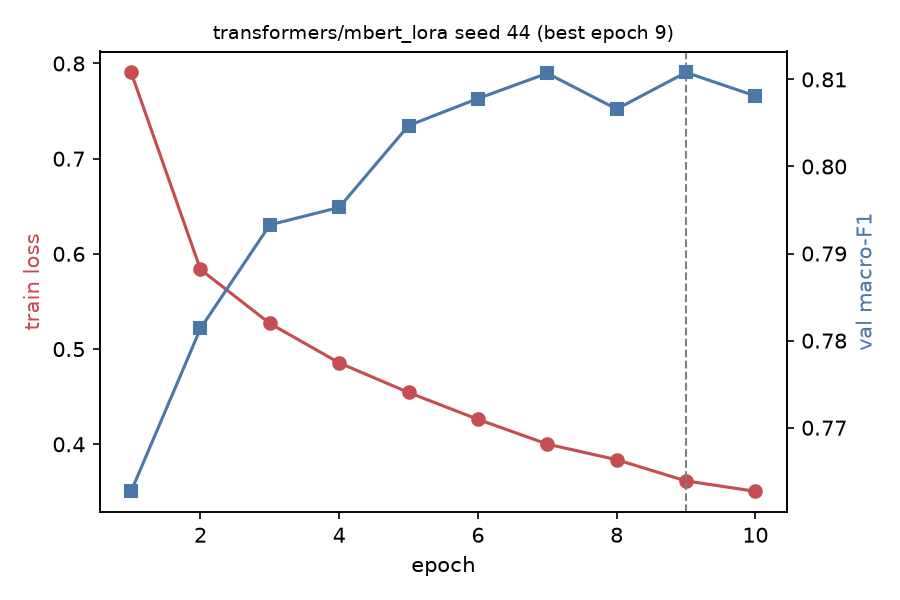 transformers/mbert_lora seed 44 (best epoch 9)
0.8
0.7
0.6
0.5
0.4
train loss
0.81
0.80
0.79
0.78
0.77
val macro-F1
2 4 6 8 10
epoch